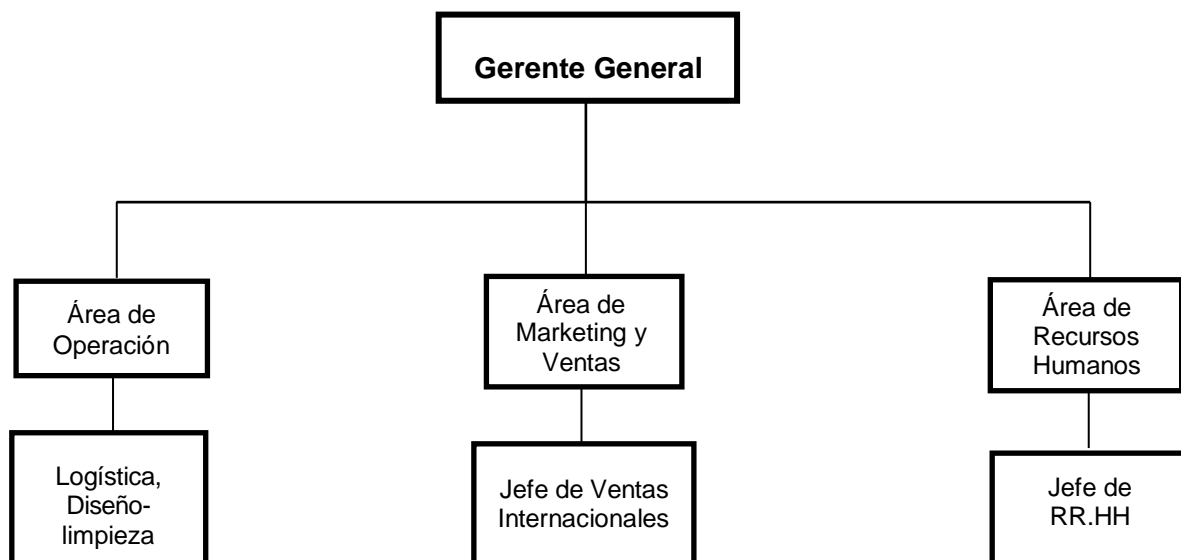 Gerente General
Área de
Operación
Área de
Marketing y
Ventas
Área de
Recursos
Humanos
Logística,
Diseño-
limpieza
Jefe de Ventas
Internacionales
Jefe de
RR.HH